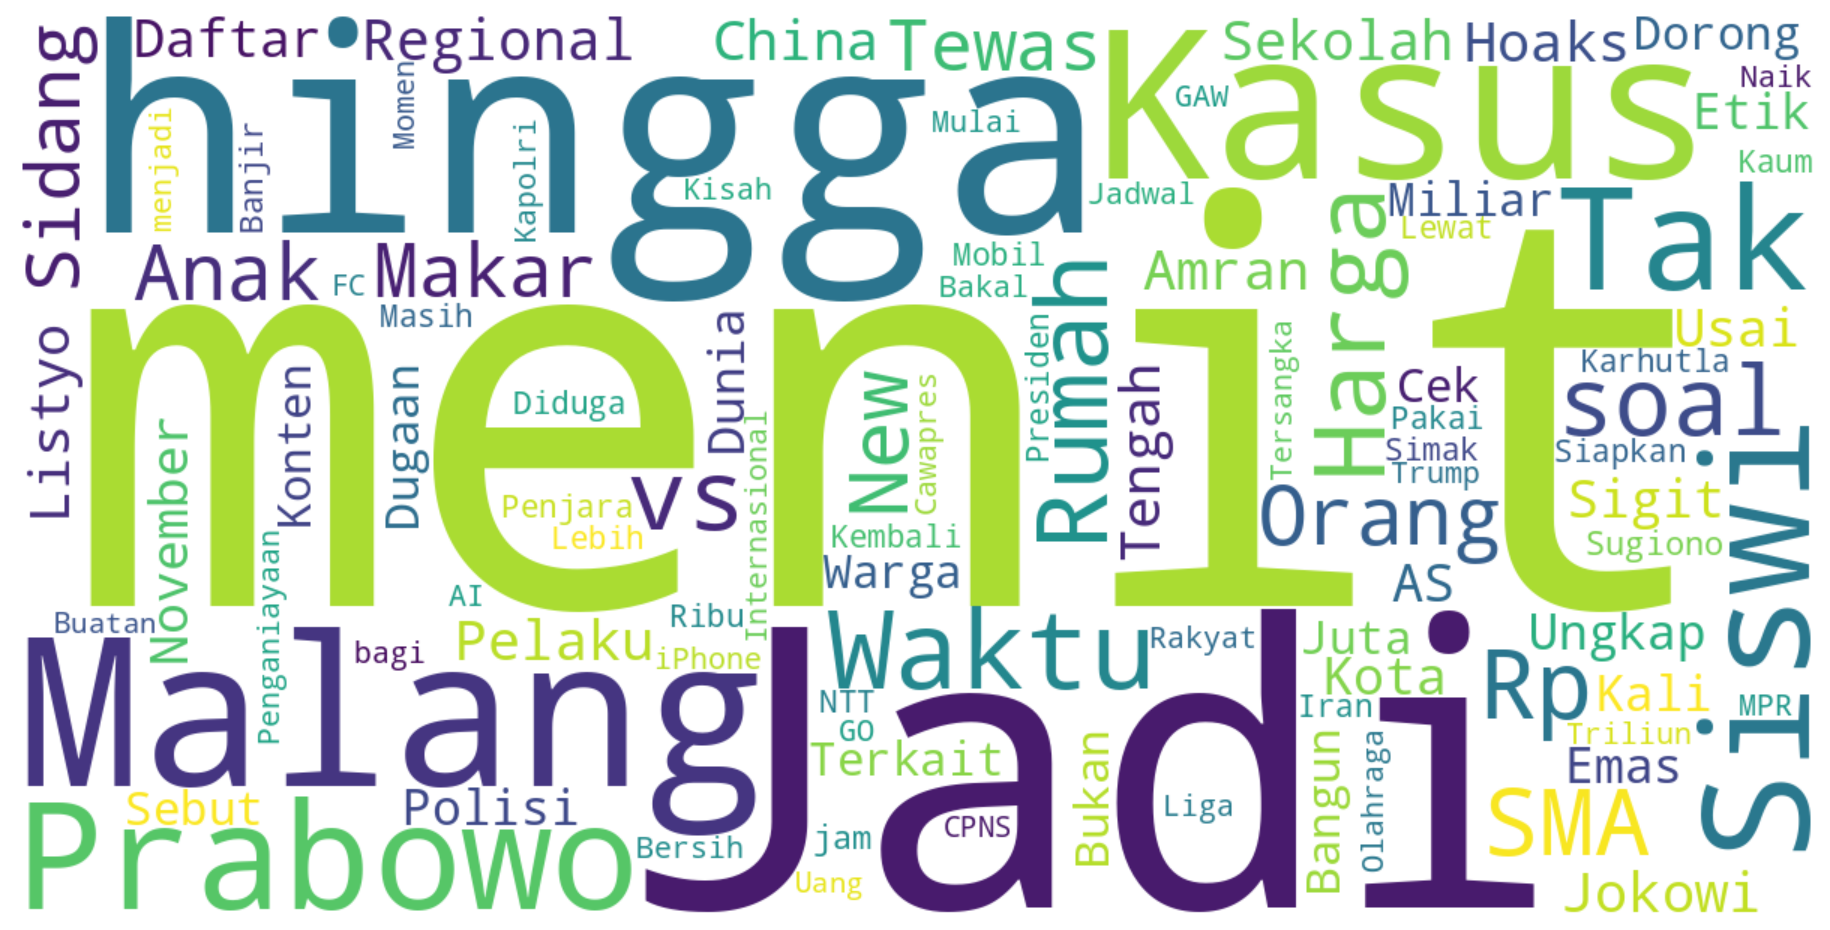 Daftar
Regional
China
Tewas
Sekolah
Hoaks
Dorong
Sidang
hingga
Kasus
Naik
Momen
GAW
Etik
menjadi
Banjir
Kapolri
Mulai
Kaum
Kisah
Jadwal
Miliar
Tak
Lewat
Anak
FC
Makar
Mobil
Bakal
Amran
Harga
Rumah
Masih
menit
Usai
Listyo
Dunia
Presiden
Tersangka
Karhutla
Konten
Dugaan
Diduga
New
Cawapres
Tengah
Cek
Pakai
soal
Simak
Siapkan
Trump
November
Penjara
vs
Lebih
Internasional
Kembali
Orang
Sigit
Sugiono
Siswi
Warga
AS
AI
Ribu
Buatan
Penganiayaan
bagi
Pelaku
iPhone
Waktu
Rakyat
Juta
Ungkap
Malang
Jadi
Kota
Rp
Kali
MPR
NTT
GO
Iran
Triliun
Terkait
Bukan
Bangun
Olahraga
Emas
Sebut
Polisi
Prabowo
Bersih
jam
CPNS
Liga
SMA
Uang
Jokowi